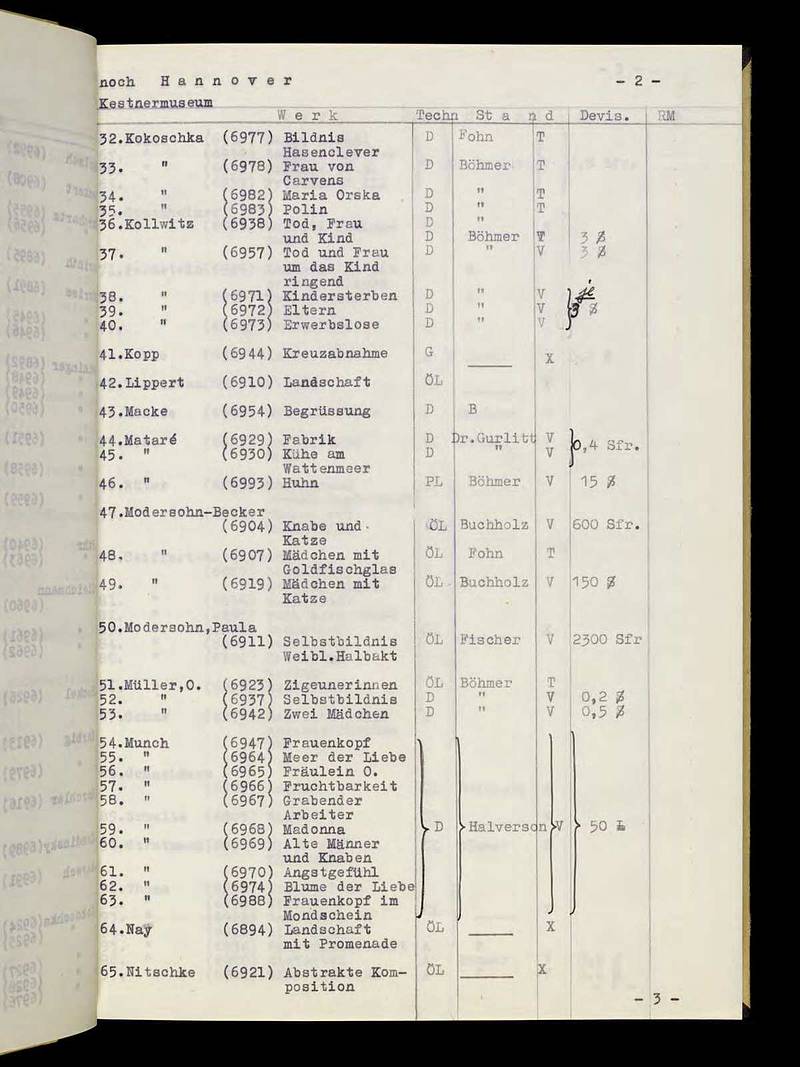 noch H a n n o v e r - 2 -
Kestnermuseum
W e r k Techn St a n d Devis. RM
32.Kokoschka (6977) Bildnis D Fohn T
Hasenclever
33. " (6978) Frau von D Böhmer T
Carvens
34. " (6982) Maria Orska D " T
35. " (6983) Polin D " T
36.Kollwitz (6938) Tod, Frau D "
und Kind D Böhmer T 3 $
37. " (6957) Tod und Frau D " V 3 $
um das Kind
ringend
38. " (6971) Kindersterben D " V je
39. " (6972) Eltern D " V 3 $
40. " (6973) Erwerbslose D " V
41.Kopp (6944) Kreuzabnahme G ____ X
42.Lippert (6910) Landschaft ÖL
43.Macke (6954) Begrüssung D B
44.Mataré (6929) Fabrik D Dr.Gurlitt V 0,4 Sfr.
45. " (6930) Kühe am D " V
Wattenmeer
46. " (6993) Huhn PL Böhmer V 15 $
47.Modersohn-Becker
(6904) Knabe und ÖL Buchholz V 600 Sfr.
Katze
48. " (6907) Mädchen mit ÖL Fohn T
Goldfischglas
49. " (6919) Mädchen mit ÖL Buchholz V 150 $
Katze
50.Modersohn,Paula
(6911) Selbstbildnis ÖL Fischer V 2300 Sfr
Weibl.Halbakt
51.Müller,O. (6923) Zigeunerinnen ÖL Böhmer T
52. " (6937) Selbstbildnis D " V 0,2 $
53. " (6942) Zwei Mädchen D " V 0,5 $
54.Munch (6947) Frauenkopf
55. " (6964) Meer der Liebe
56. " (6965) Fräulein O.
57. " (6966) Fruchtbarkeit
58. " (6967) Grabender
Arbeiter
59. " (6968) Madonna D Halverson V 50 £
60. " (6969) Alte Männer
und Knaben
61. " (6970) Angstgefühl
62. " (6974) Blume der Liebe
63. " (6988) Frauenkopf im
Mondschein
64.Nay (6894) Landschaft ÖL ____ X
mit Promenade
65.Nitschke (6921) Abstrakte Kom- ÖL ____ X
position
- 3 -